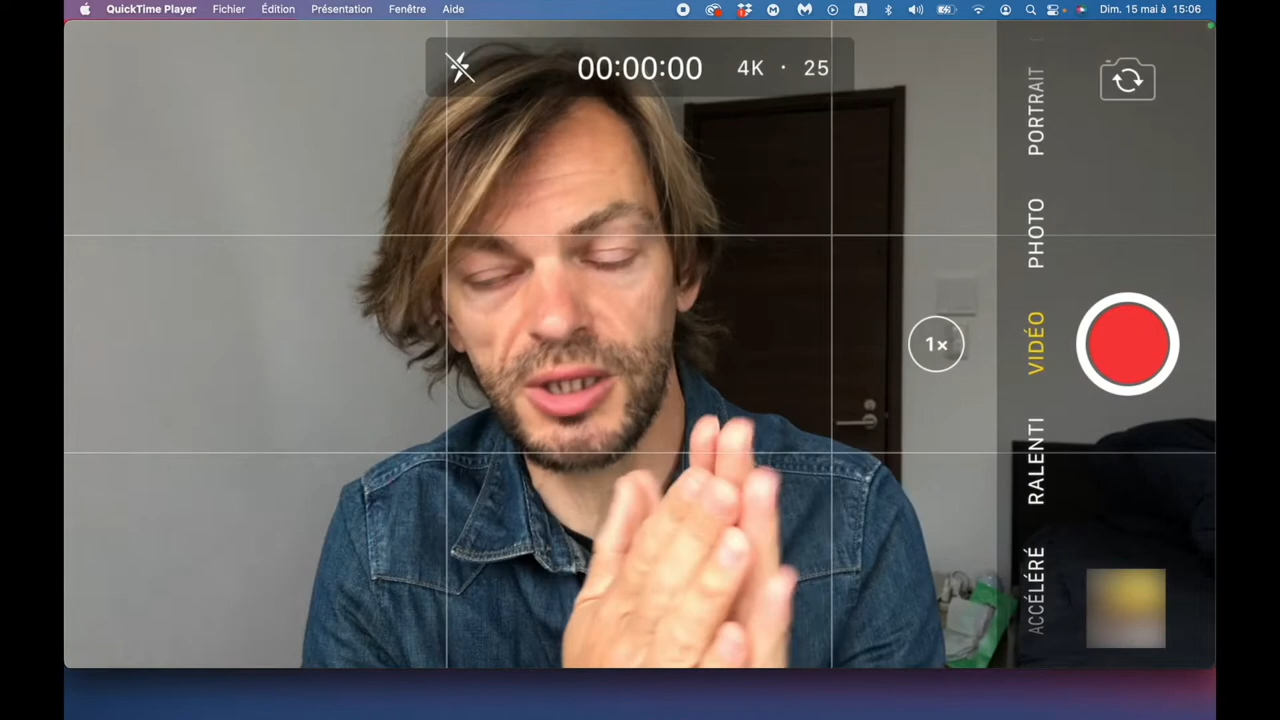 QuickTime Player Fichier Édition Présentation Fenêtre Aide A Dim. 15 mai à 15:06
00:00:00 4K · 25
PORTRAIT
PHOTO
VIDÉO
RALENTI
ACCÉLÉRÉ
1×